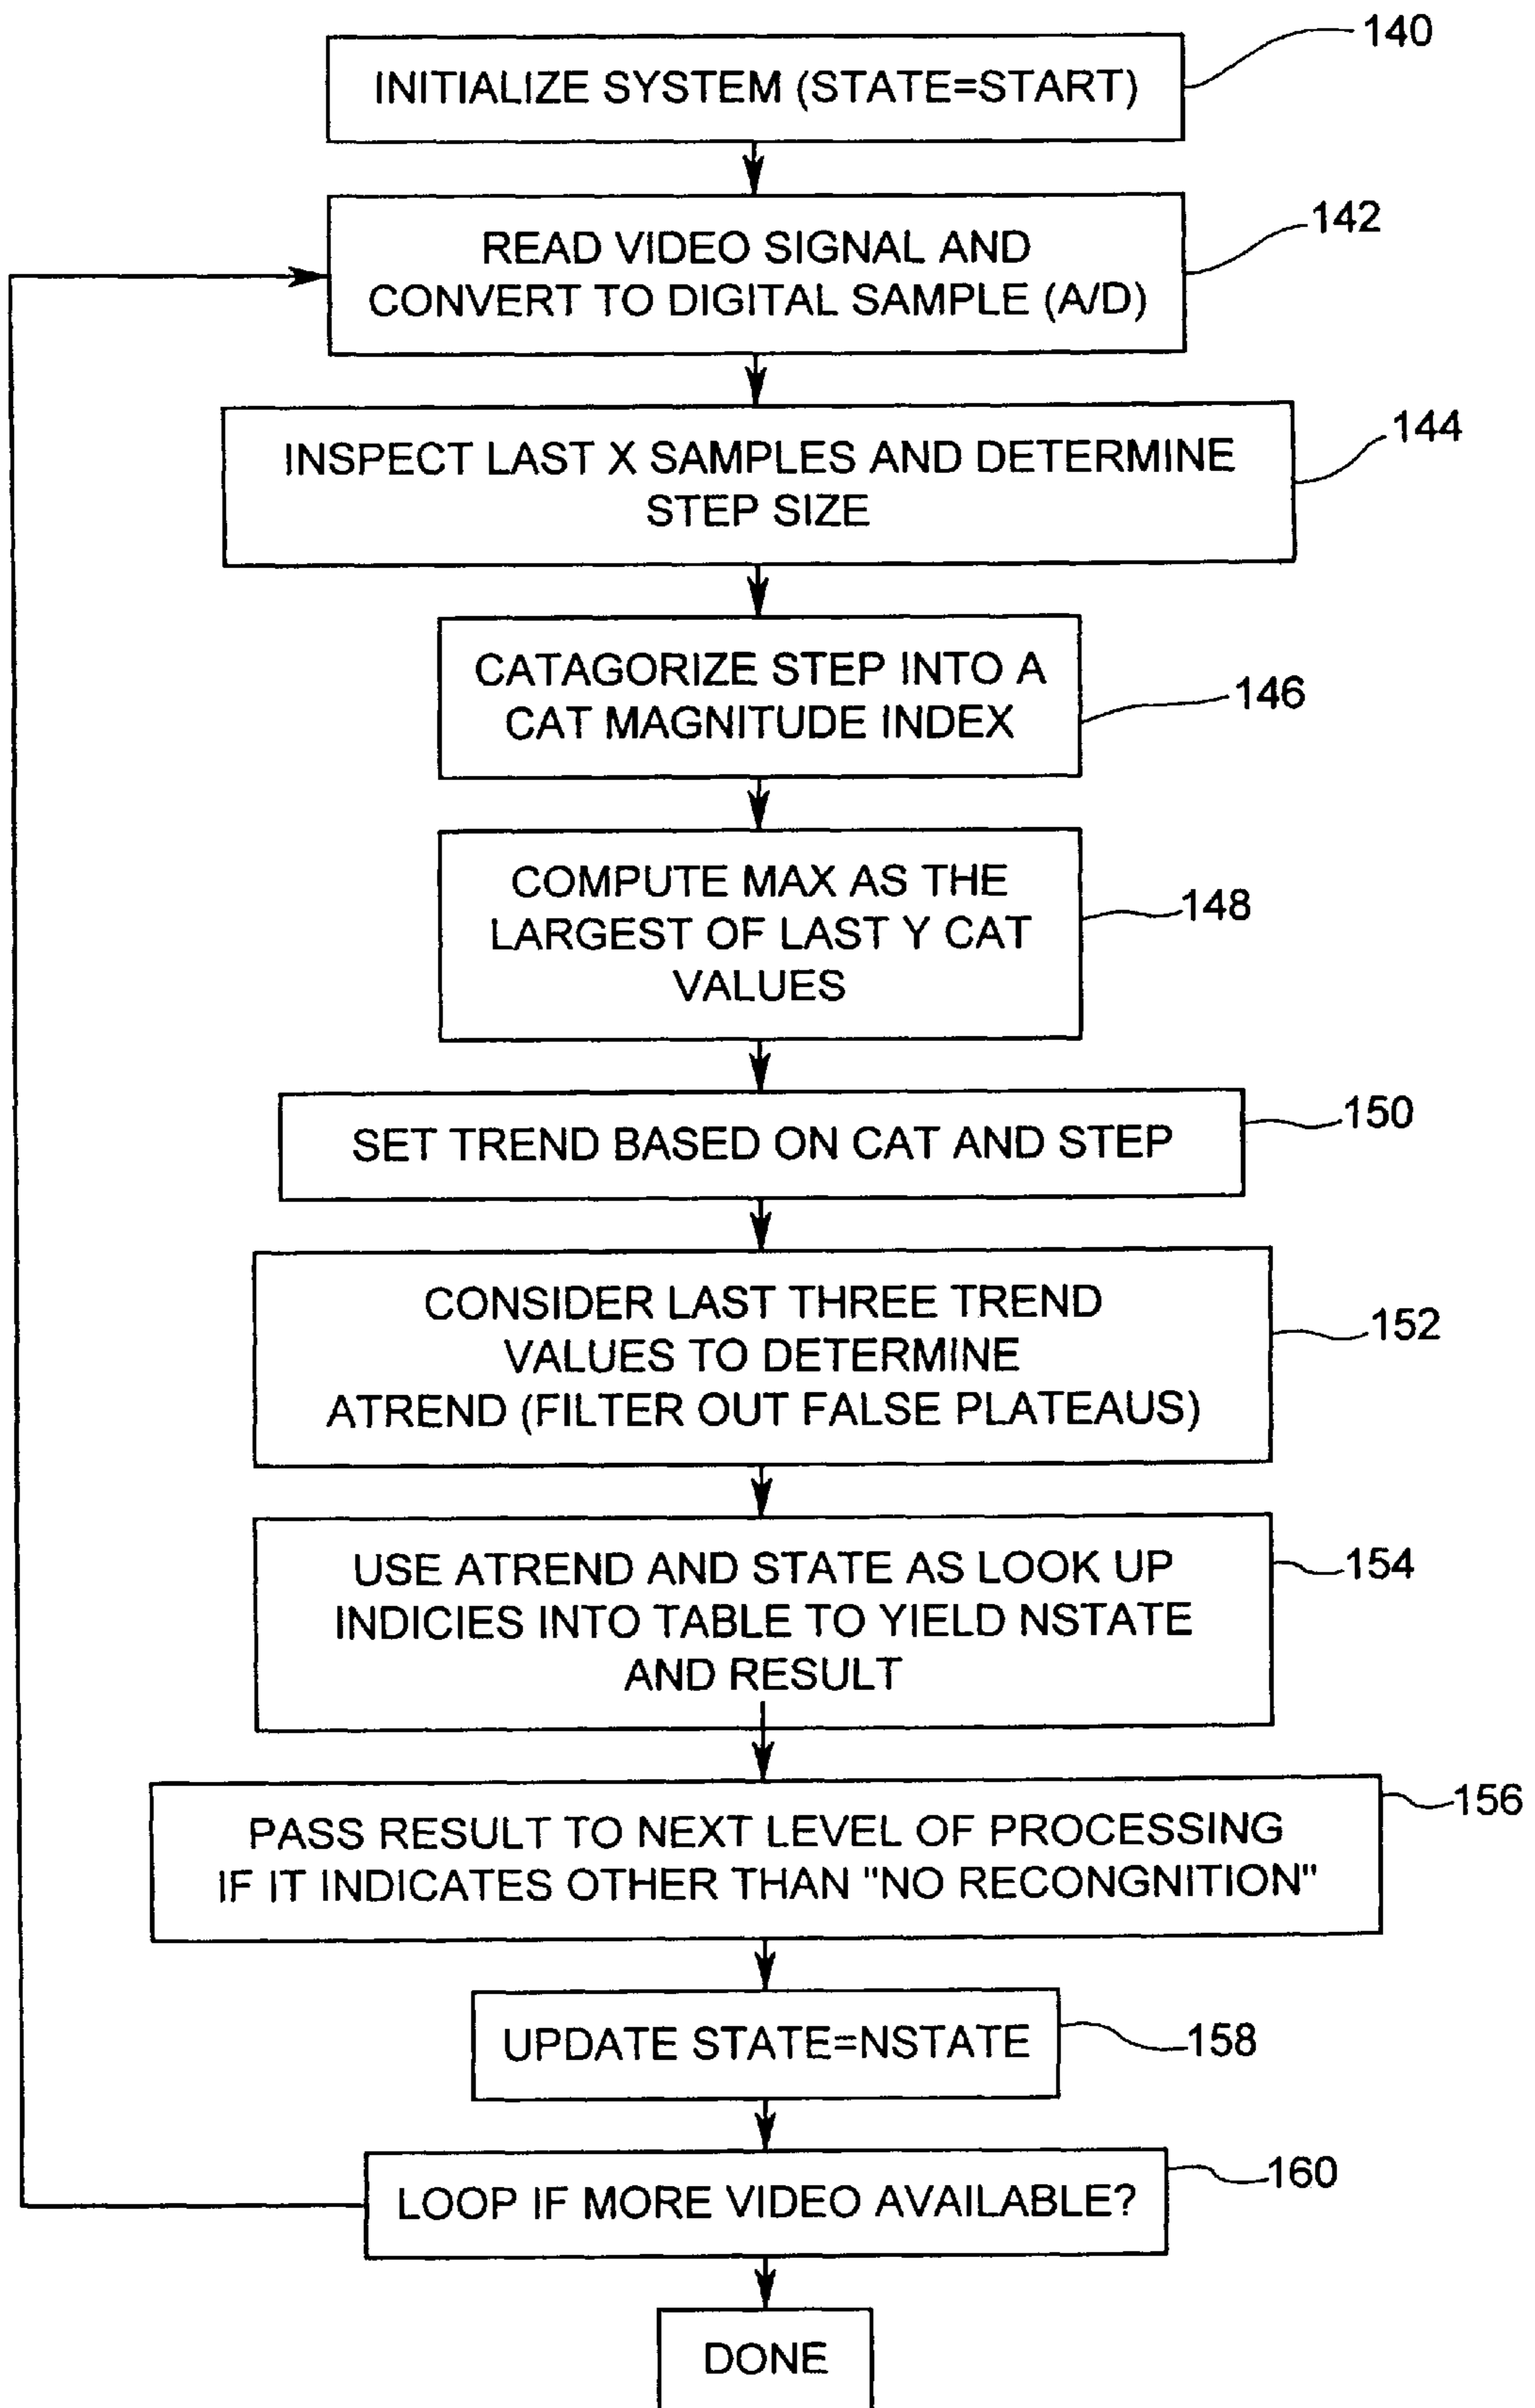 140
INITIALIZE SYSTEM (STATE=START)
142
READ VIDEO SIGNAL AND
CONVERT TO DIGITAL SAMPLE (A/D)
144
INSPECT LAST X SAMPLES AND DETERMINE
STEP SIZE
146
CATAGORIZE STEP INTO A
CAT MAGNITUDE INDEX
148
COMPUTE MAX AS THE
LARGEST OF LAST Y CAT
VALUES
150
SET TREND BASED ON CAT AND STEP
152
CONSIDER LAST THREE TREND
VALUES TO DETERMINE
ATREND (FILTER OUT FALSE PLATEAUS)
154
USE ATREND AND STATE AS LOOK UP
INDICIES INTO TABLE TO YIELD NSTATE
AND RESULT
156
PASS RESULT TO NEXT LEVEL OF PROCESSING
IF IT INDICATES OTHER THAN "NO RECONGNITION"
158
UPDATE STATE=NSTATE
160
LOOP IF MORE VIDEO AVAILABLE?
DONE